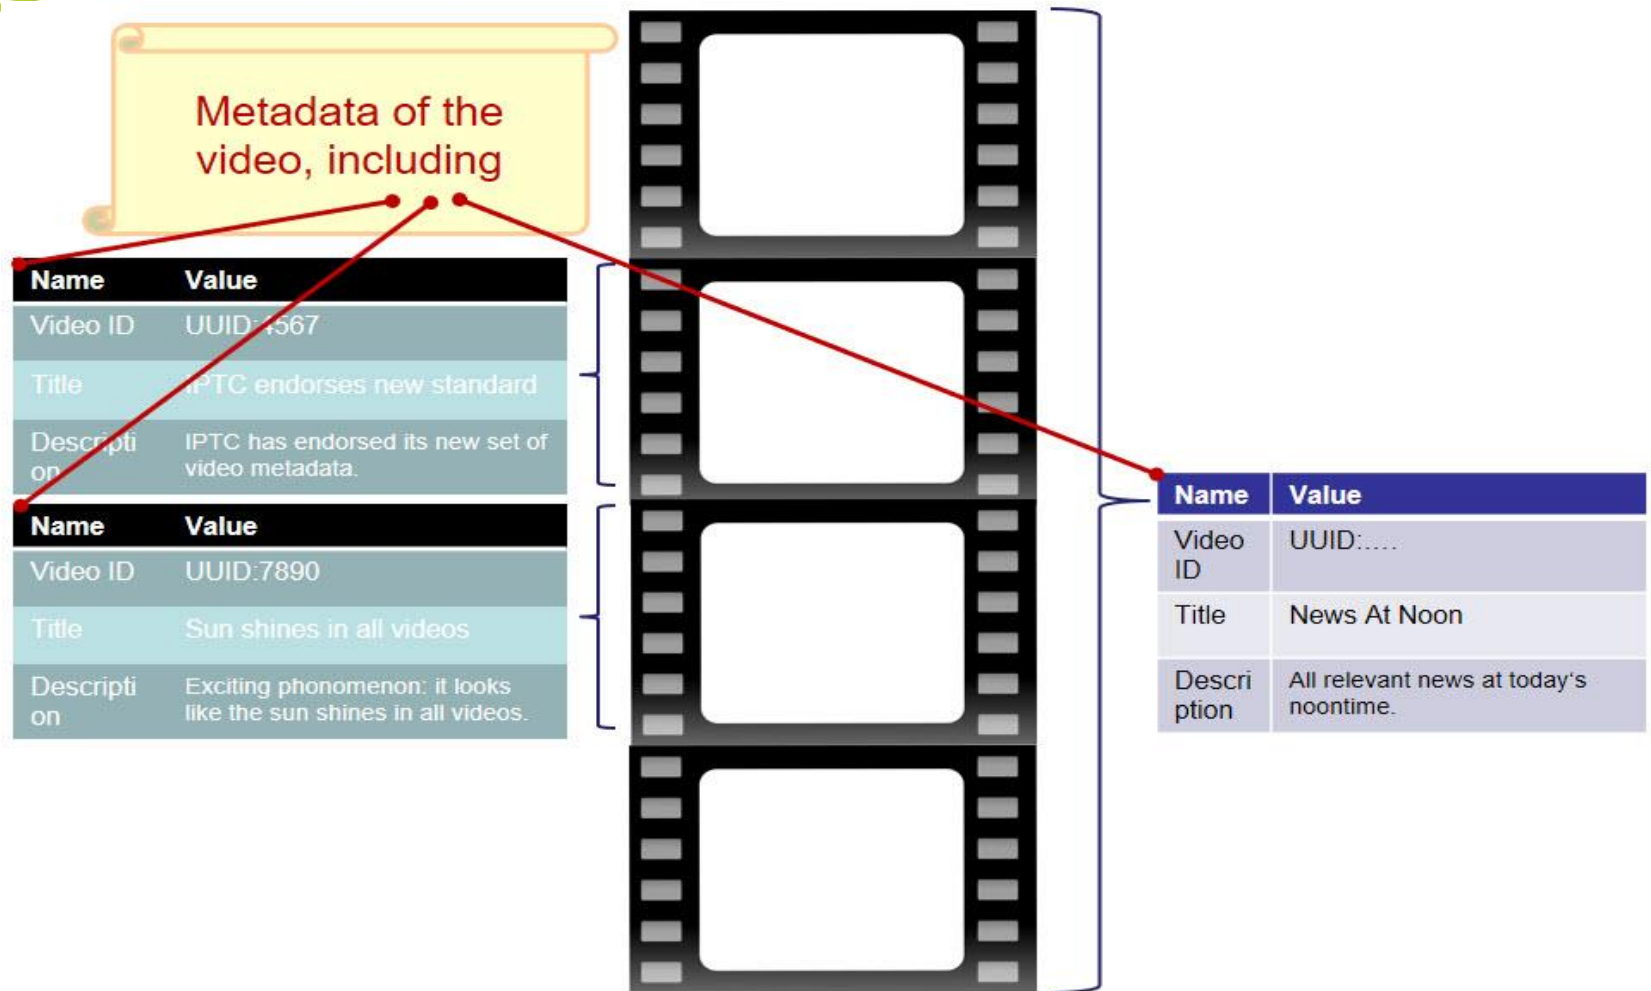 Metadata of the
video, including
Name Value
Video ID UUID:4567
Title IPTC endorses new standard
Descripti
on
IPTC has endorsed its new set of
video metadata.
Name Value
Video ID UUID:7890
Title Sun shines in all videos
Descripti
on
Exciting phonomenon: it looks
like the sun shines in all videos.
Name Value
Video
ID
UUID:....
Title News At Noon
Descri
ption
All relevant news at today‘s
noontime.